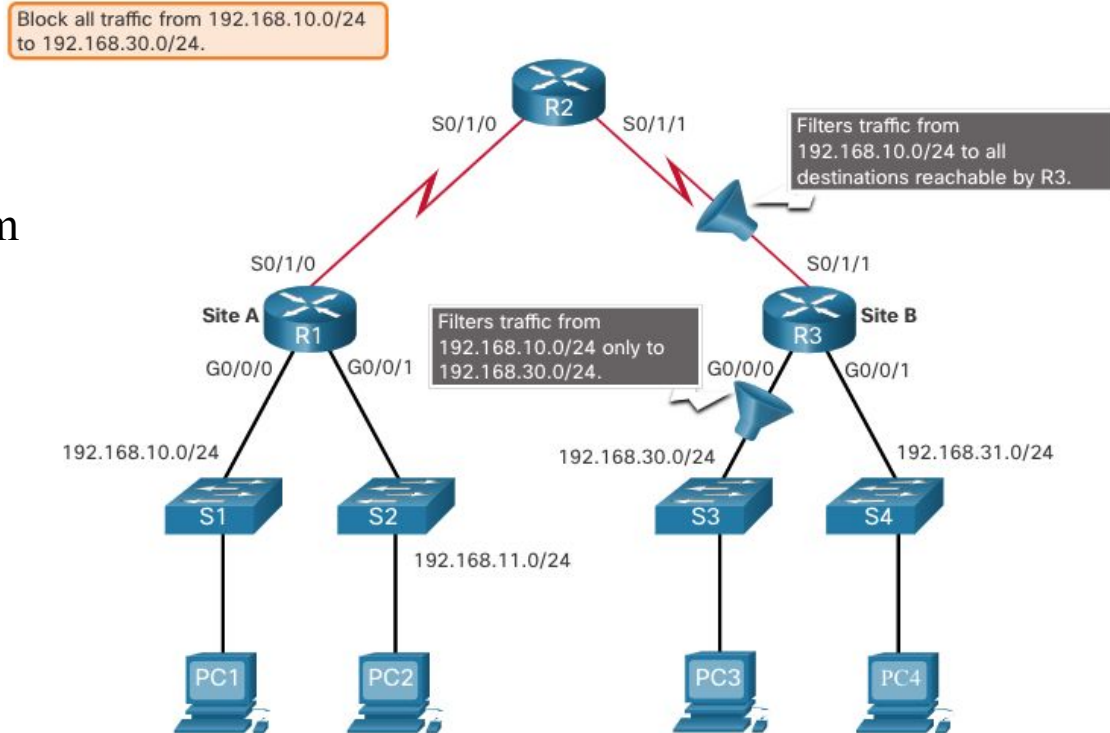 Block all traffic from 192.168.10.0/24
to 192.168.30.0/24.
R2
S0/1/0
S0/1/1
Filters traffic from
192.168.10.0/24 to all
destinations reachable by R3.
m
S0/1/0
S0/1/1
Site A
R1
Filters traffic from
192.168.10.0/24 only to
192.168.30.0/24.
R3
Site B
G0/0/0
G0/0/1
G0/0/0
G0/0/1
192.168.10.0/24
192.168.30.0/24
192.168.31.0/24
S1
S2
S3
S4
192.168.11.0/24
PC1
PC2
PC3
PC4